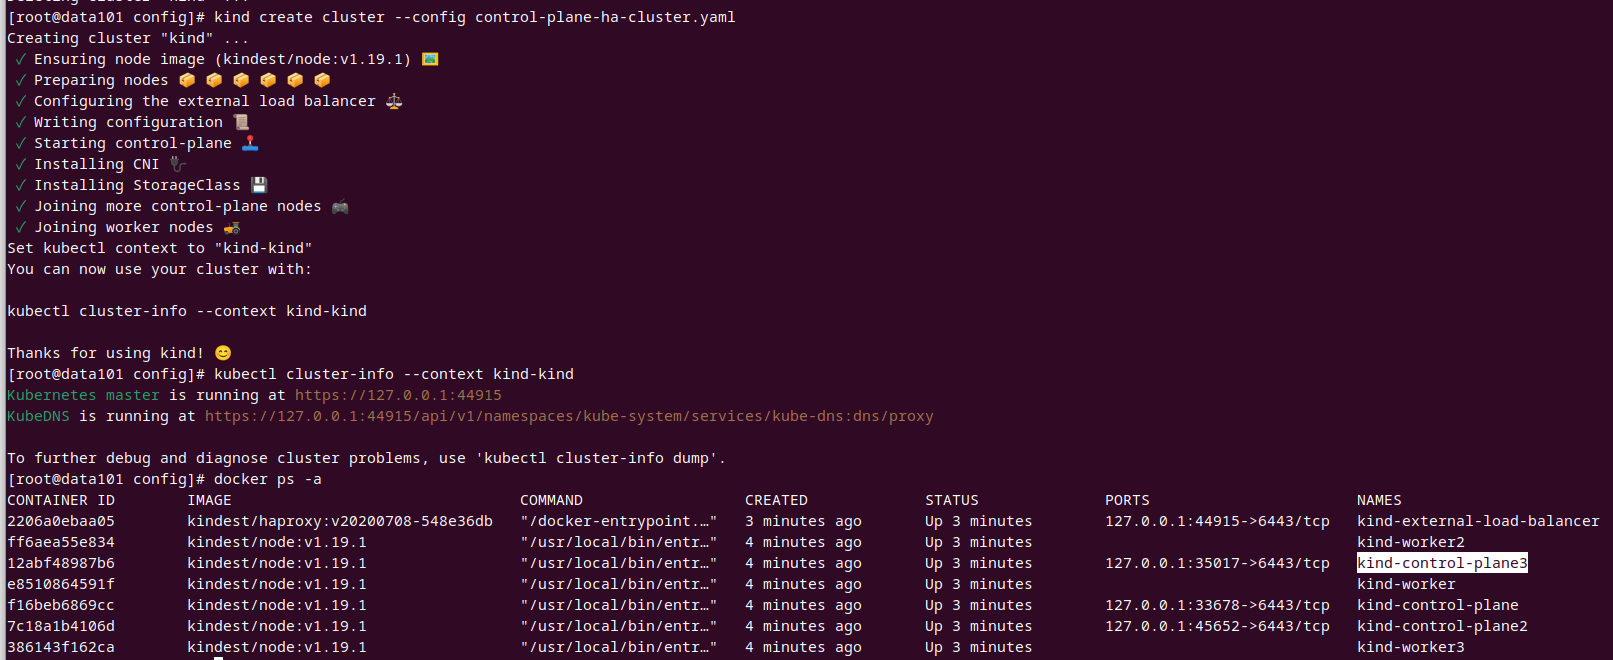 [root@data101 config]# kind create cluster --config control-plane-ha-cluster.yaml
Creating cluster "kind" ...
✓ Ensuring node image (kindest/node:v1.19.1) 🖼
✓ Preparing nodes 📦 📦 📦 📦 📦 📦
✓ Configuring the external load balancer ⚖️
✓ Writing configuration 📜
✓ Starting control-plane 🕹️
✓ Installing CNI 🔌
✓ Installing StorageClass 💾
✓ Joining more control-plane nodes 🎮
✓ Joining worker nodes 🚜
Set kubectl context to "kind-kind"
You can now use your cluster with:
kubectl cluster-info --context kind-kind
Thanks for using kind! 😊
[root@data101 config]# kubectl cluster-info --context kind-kind
Kubernetes master is running at https://127.0.0.1:44915
KubeDNS is running at https://127.0.0.1:44915/api/v1/namespaces/kube-system/services/kube-dns:dns/proxy
To further debug and diagnose cluster problems, use 'kubectl cluster-info dump'.
[root@data101 config]# docker ps -a
CONTAINER ID IMAGE COMMAND CREATED STATUS PORTS NAMES
2206a0ebaa05 kindest/haproxy:v20200708-548e36db "/docker-entrypoint.…" 3 minutes ago Up 3 minutes 127.0.0.1:44915->6443/tcp kind-external-load-balancer
ff6aea55e834 kindest/node:v1.19.1 "/usr/local/bin/entr…" 4 minutes ago Up 3 minutes kind-worker2
12abf48987b6 kindest/node:v1.19.1 "/usr/local/bin/entr…" 4 minutes ago Up 3 minutes 127.0.0.1:35017->6443/tcp kind-control-plane3
e8510864591f kindest/node:v1.19.1 "/usr/local/bin/entr…" 4 minutes ago Up 3 minutes kind-worker
f16beb6869cc kindest/node:v1.19.1 "/usr/local/bin/entr…" 4 minutes ago Up 3 minutes 127.0.0.1:33678->6443/tcp kind-control-plane
7c18a1b4106d kindest/node:v1.19.1 "/usr/local/bin/entr…" 4 minutes ago Up 3 minutes 127.0.0.1:45652->6443/tcp kind-control-plane2
386143f162ca kindest/node:v1.19.1 "/usr/local/bin/entr…" 4 minutes ago Up 3 minutes kind-worker3